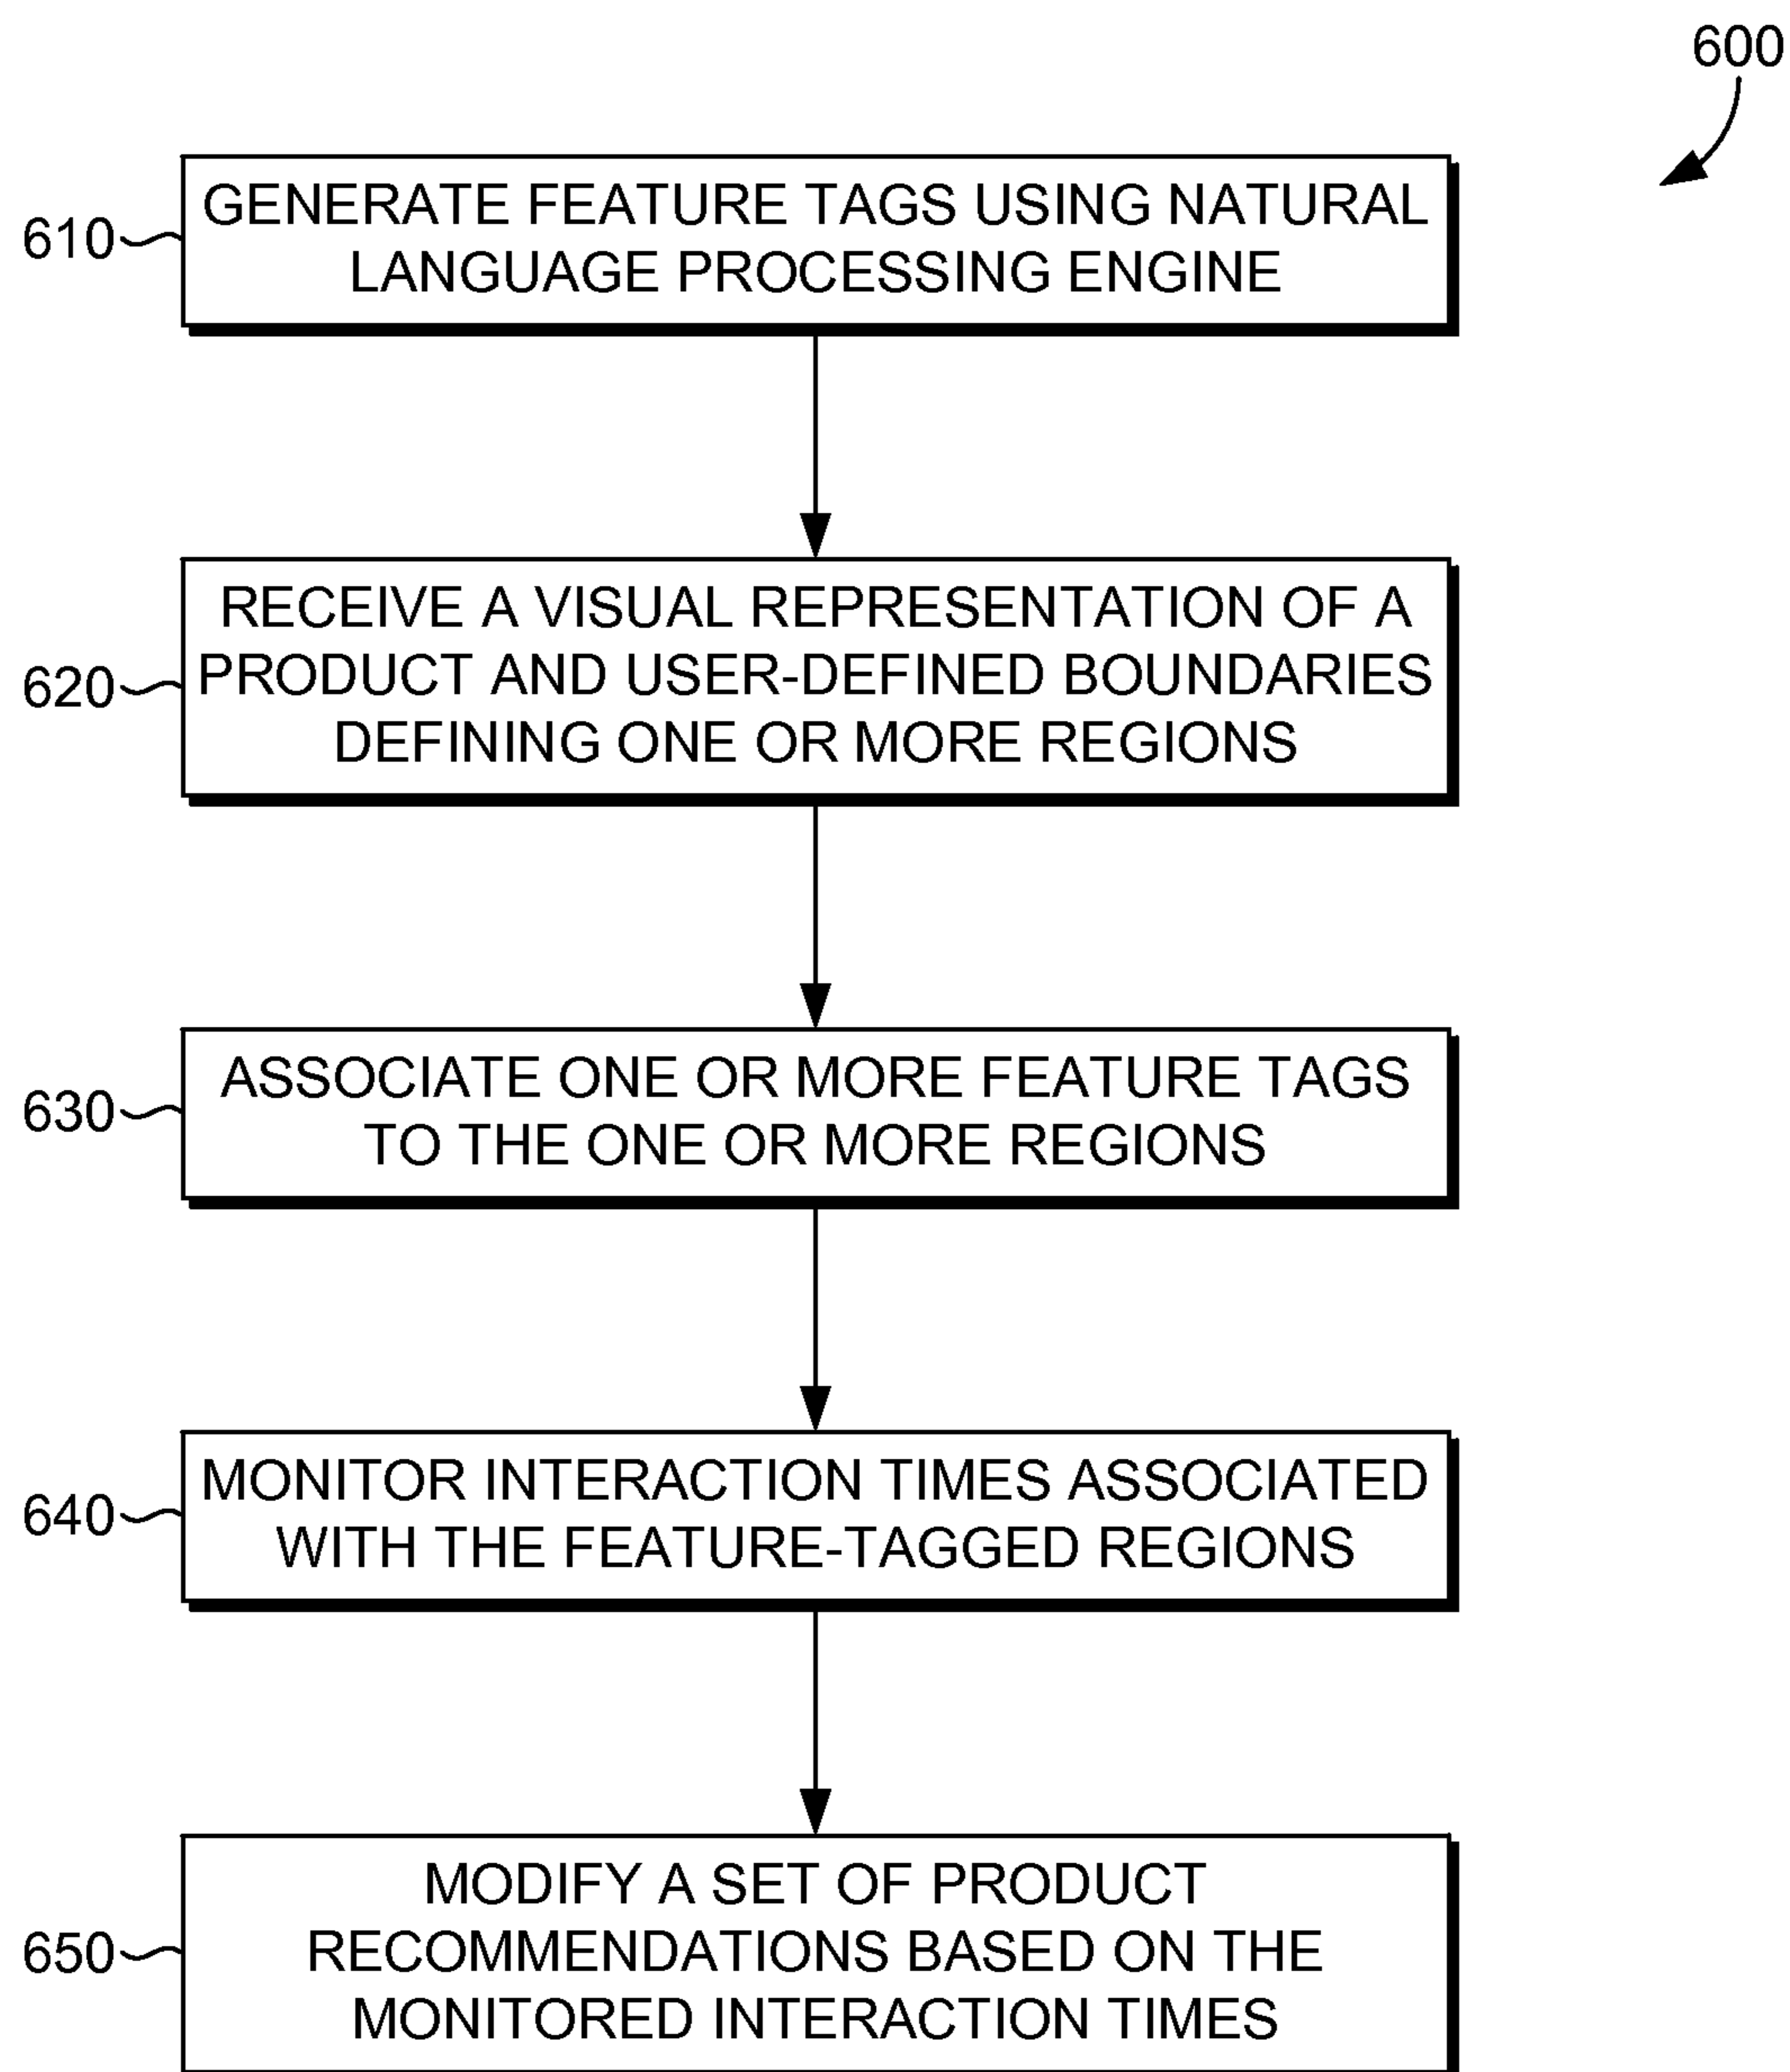 600
610
GENERATE FEATURE TAGS USING NATURAL
LANGUAGE PROCESSING ENGINE
620
RECEIVE A VISUAL REPRESENTATION OF A
PRODUCT AND USER-DEFINED BOUNDARIES
DEFINING ONE OR MORE REGIONS
630
ASSOCIATE ONE OR MORE FEATURE TAGS
TO THE ONE OR MORE REGIONS
640
MONITOR INTERACTION TIMES ASSOCIATED
WITH THE FEATURE-TAGGED REGIONS
650
MODIFY A SET OF PRODUCT
RECOMMENDATIONS BASED ON THE
MONITORED INTERACTION TIMES